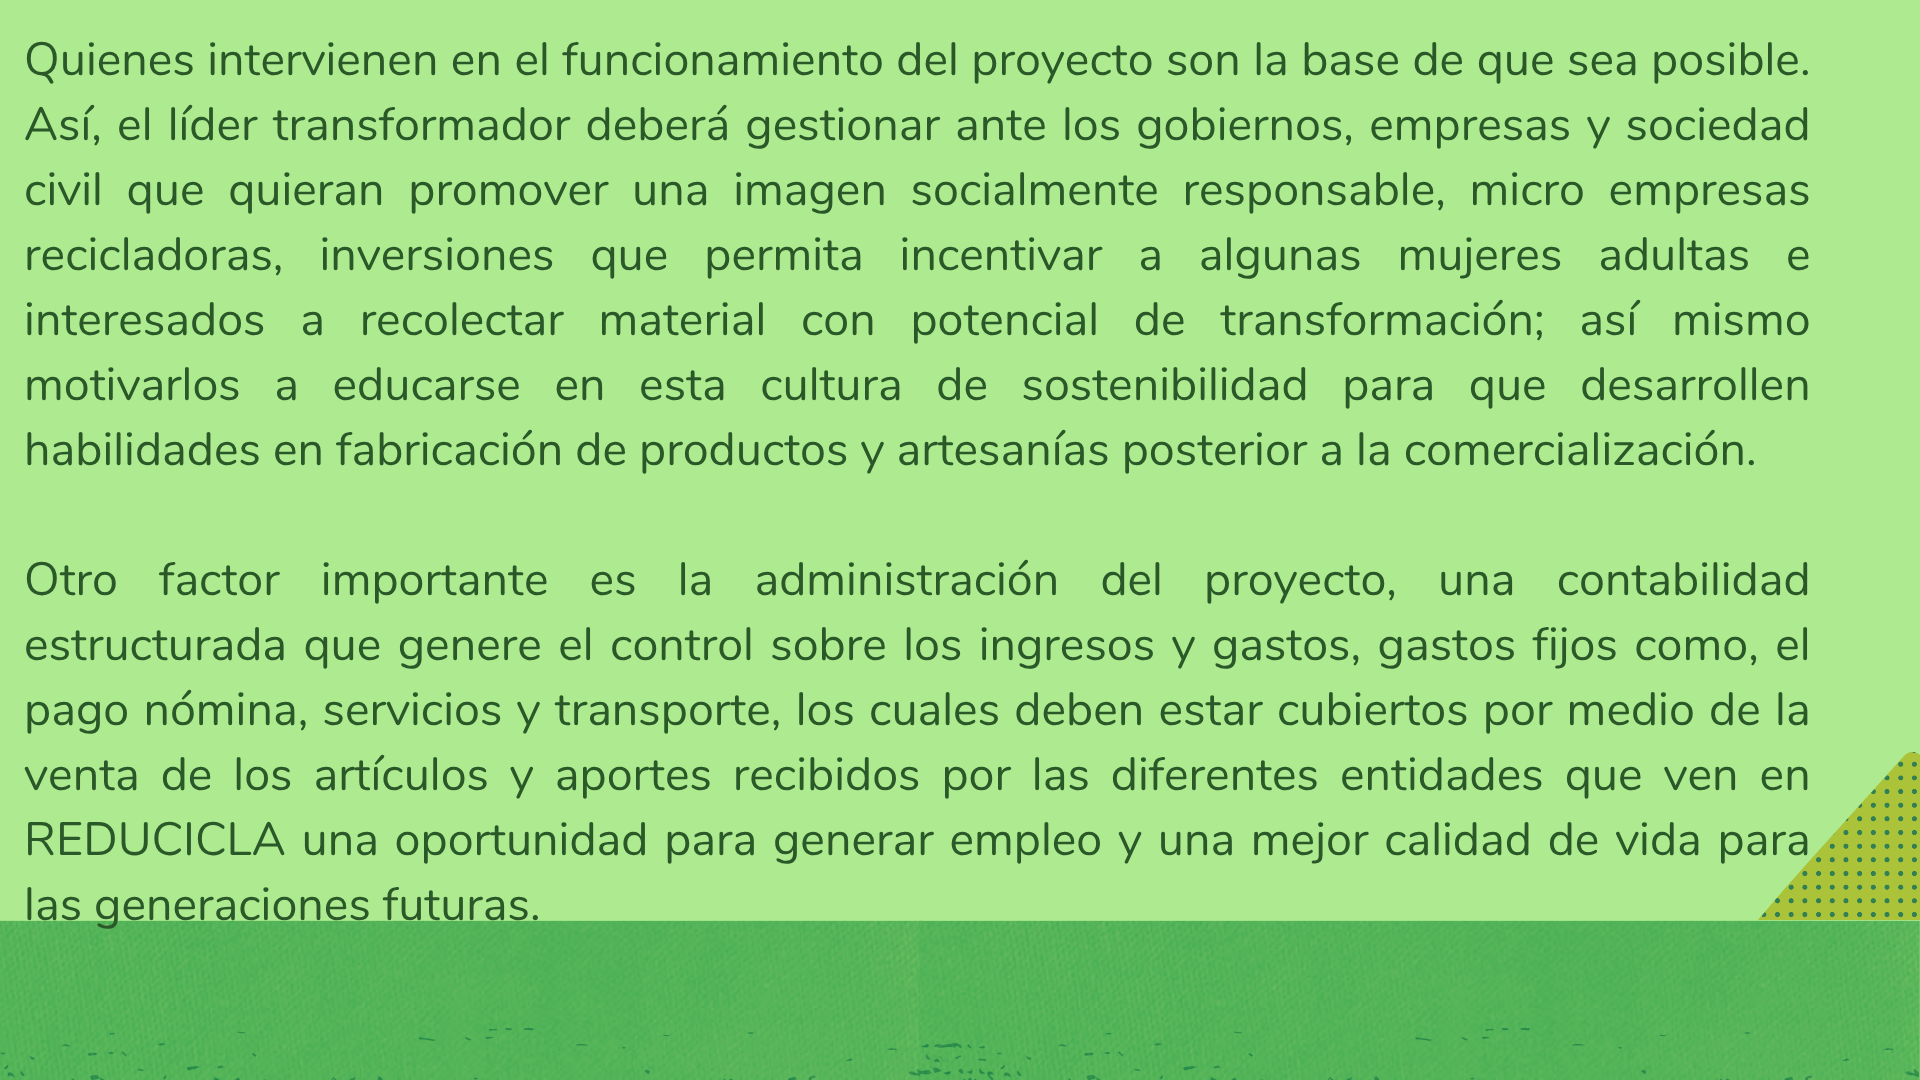 Quienes intervienen en el funcionamiento del proyecto son la base de que sea posible.
Así, el líder transformador deberá gestionar ante los gobiernos, empresas y sociedad
civil que quieran promover una imagen socialmente responsable, micro empresas
recicladoras, inversiones que permita incentivar a algunas mujeres adultas e
interesados a recolectar material con potencial de transformación; así mismo
motivarlos a educarse en esta cultura de sostenibilidad para que desarrollen
habilidades en fabricación de productos y artesanías posterior a la comercialización.
Otro factor importante es la administración del proyecto, una contabilidad
estructurada que genere el control sobre los ingresos y gastos, gastos fijos como, el
pago nómina, servicios y transporte, los cuales deben estar cubiertos por medio de la
venta de los artículos y aportes recibidos por las diferentes entidades que ven en
REDUCICLA una oportunidad para generar empleo y una mejor calidad de vida para
las generaciones futuras.